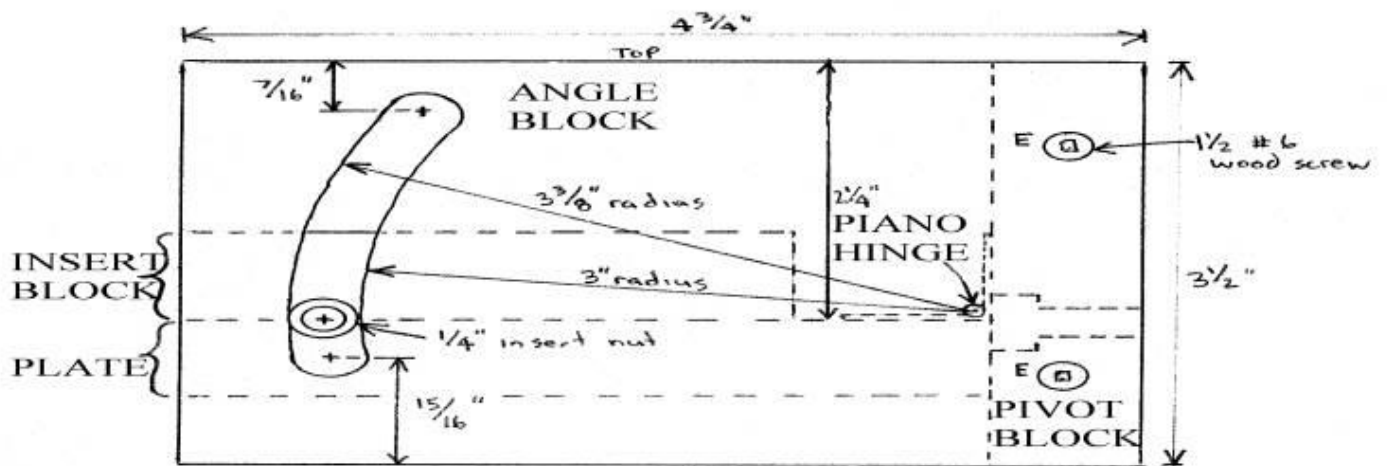 4 3/4"
TOP
7/16"
ANGLE
BLOCK
E
1 1/2 #6
wood screw
3 3/8" radius
2 1/4"
PIANO
HINGE
INSERT
BLOCK
3" radius
3 1/2"
1/4" insert nut
PLATE
E
15/16"
PIVOT
BLOCK